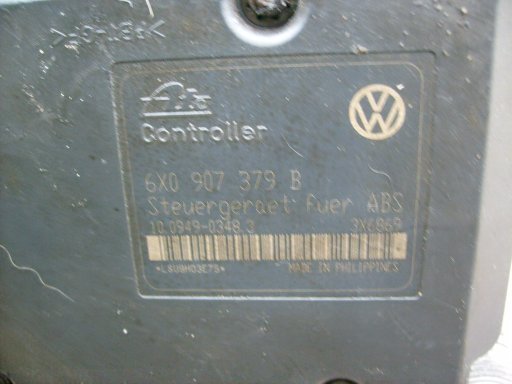 Controller
6X0 907 379 B
Steuergeraet fuer ABS
10.0949-0348.3
MADE IN PHILIPPINES